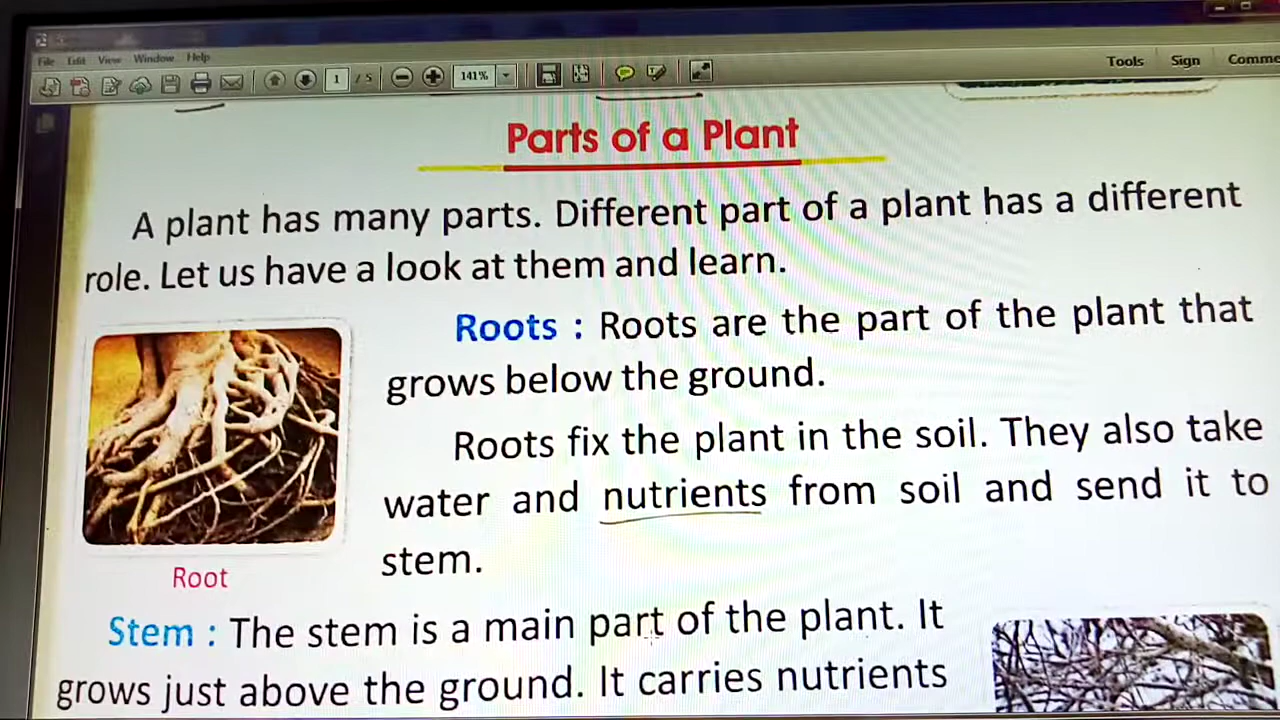 File Edit View Window Help
1 / 5 141% Tools Sign Comme
Parts of a Plant
A plant has many parts. Different part of a plant has a different
role. Let us have a look at them and learn.
Roots : Roots are the part of the plant that
grows below the ground.
Roots fix the plant in the soil. They also take
water and nutrients from soil and send it to
stem.
Root
Stem : The stem is a main part of the plant. It
grows just above the ground. It carries nutrients